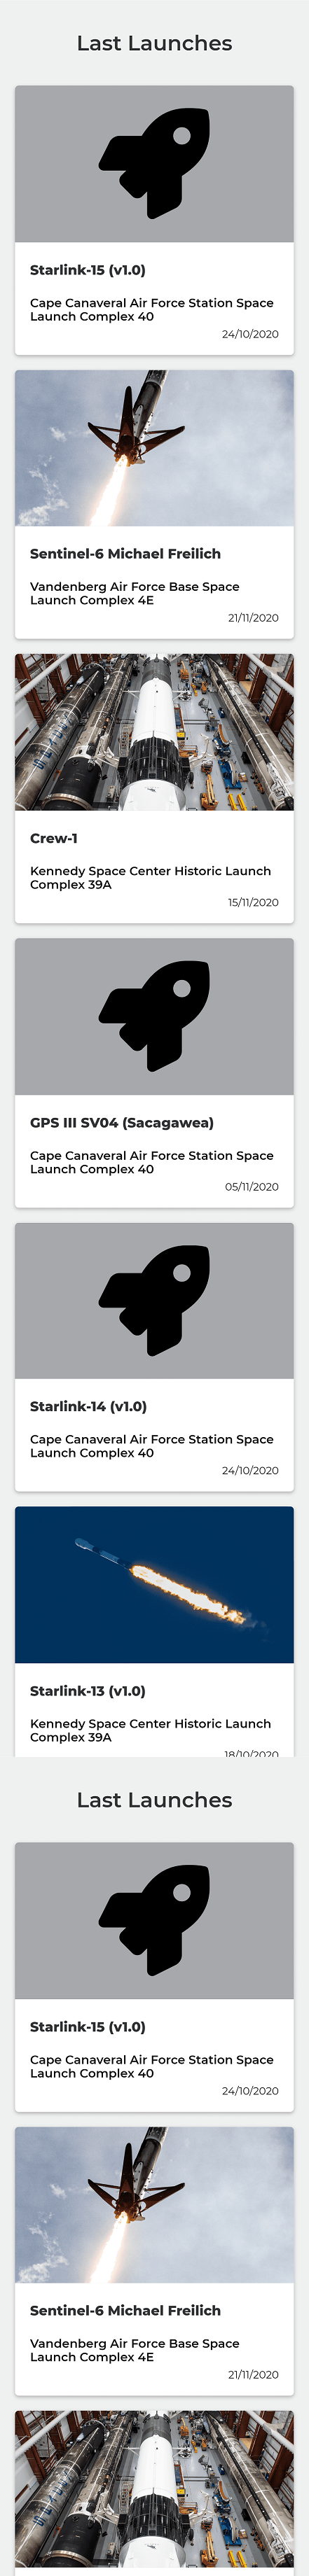 Last Launches
Starlink-15 (v1.0)
Cape Canaveral Air Force Station Space
Launch Complex 40
24/10/2020
Sentinel-6 Michael Freilich
Vandenberg Air Force Base Space
Launch Complex 4E
21/11/2020
Crew-1
Kennedy Space Center Historic Launch
Complex 39A
15/11/2020
GPS III SV04 (Sacagawea)
Cape Canaveral Air Force Station Space
Launch Complex 40
05/11/2020
Starlink-14 (v1.0)
Cape Canaveral Air Force Station Space
Launch Complex 40
24/10/2020
Starlink-13 (v1.0)
Kennedy Space Center Historic Launch
Complex 39A
18/10/2020
Last Launches
Starlink-15 (v1.0)
Cape Canaveral Air Force Station Space
Launch Complex 40
24/10/2020
Sentinel-6 Michael Freilich
Vandenberg Air Force Base Space
Launch Complex 4E
21/11/2020